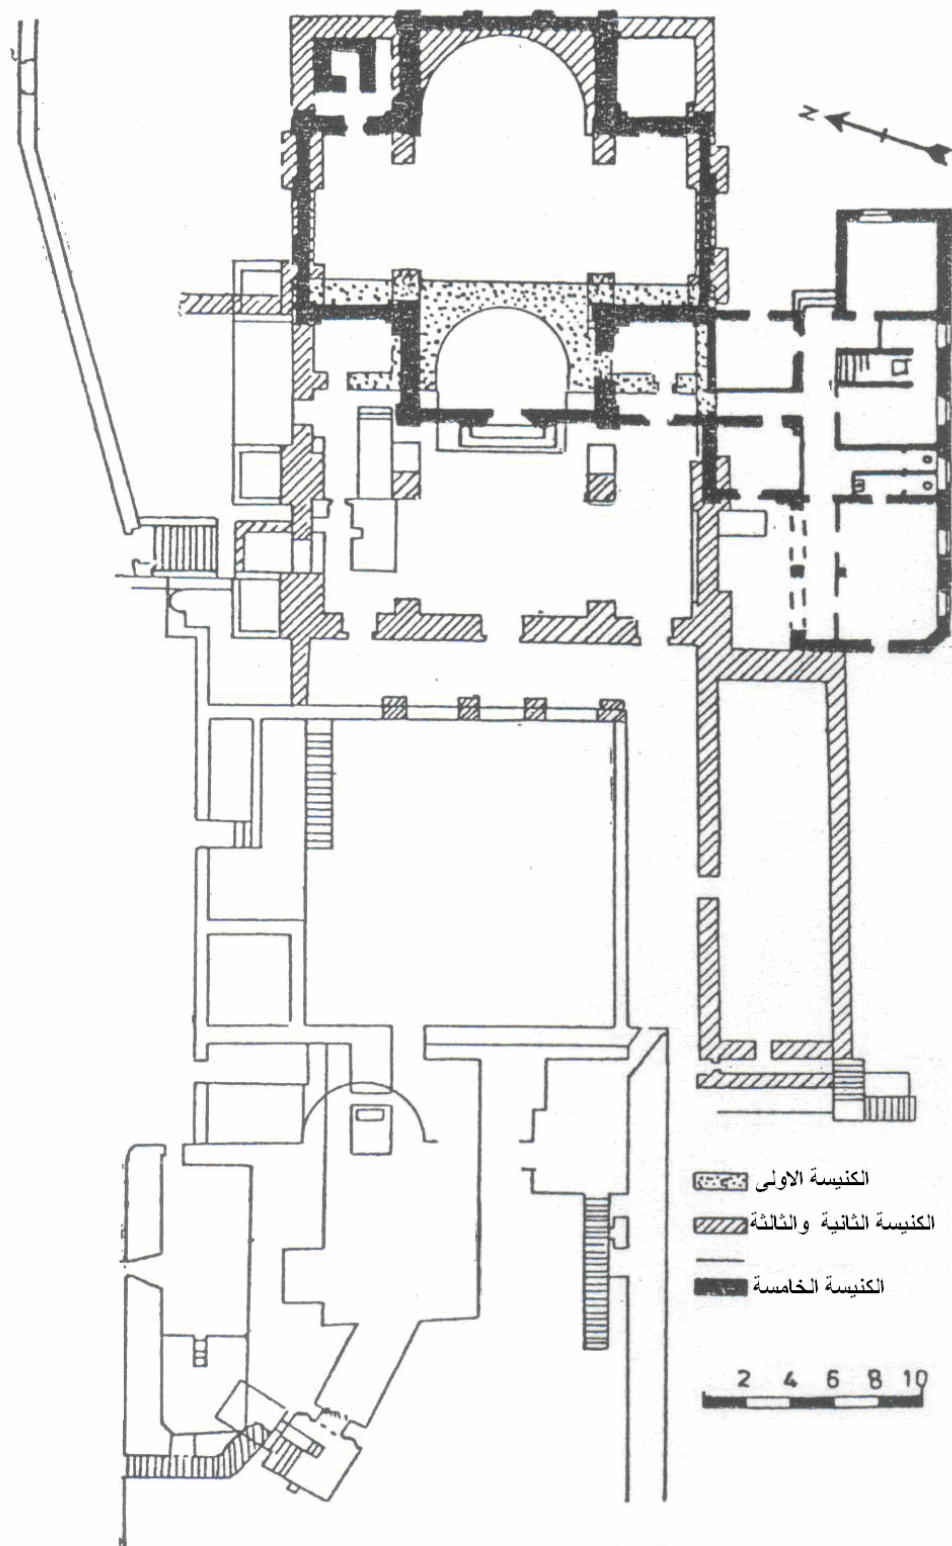 N
الكنيسة الاولى
الكنيسة الثانية والثالثة
الكنيسة الخامسة
2 4 6 8 10